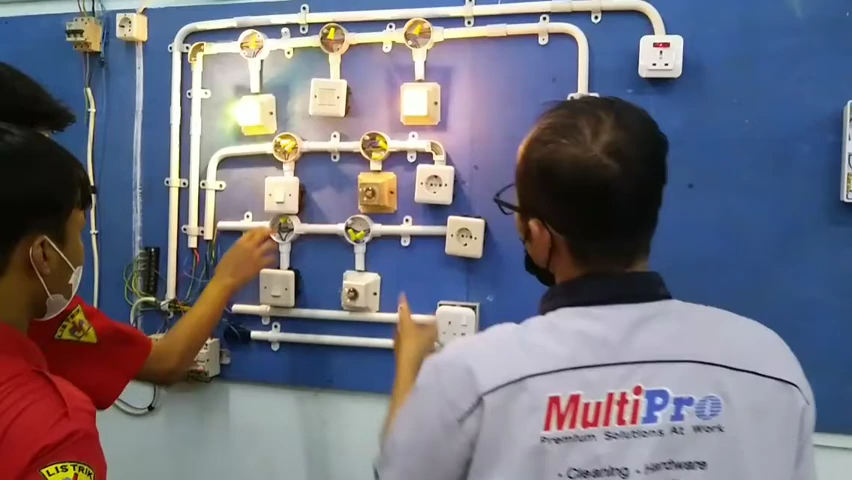 MultiPro
Premium Solutions At Work
Cleaning - Hardware
LISTRIK